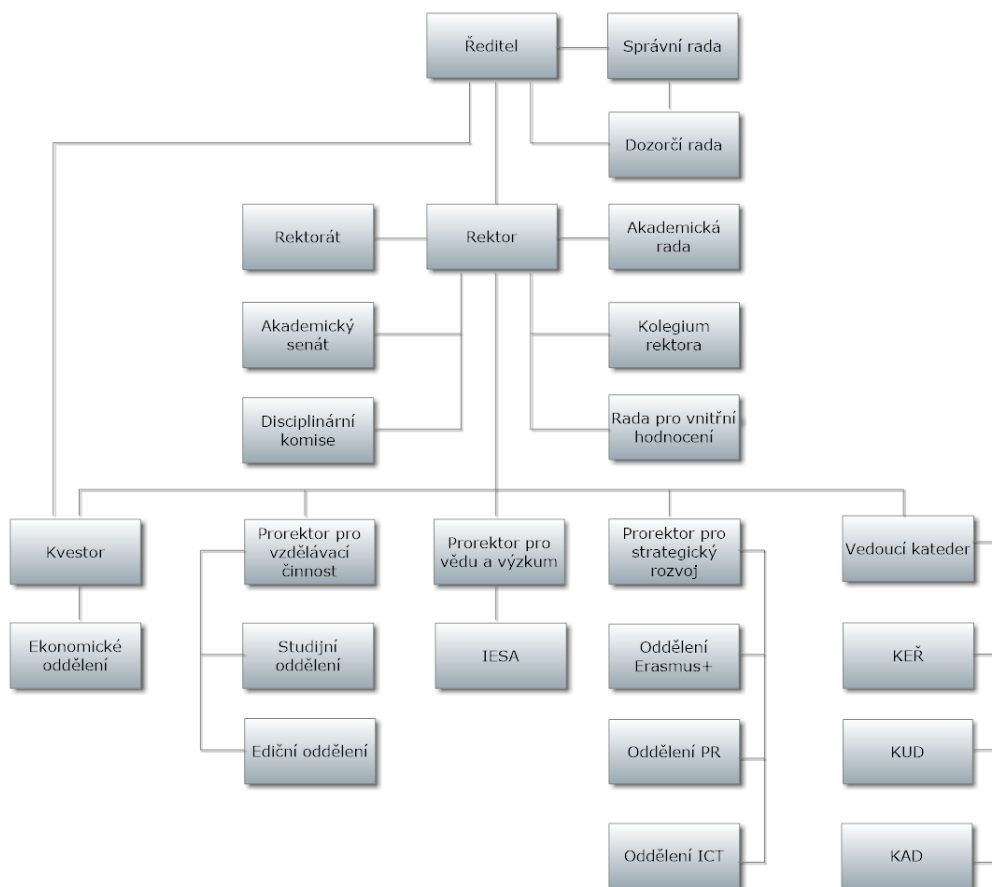 Ředitel
Správní rada
Dozorčí rada
Rektorát
Rektor
Akademická
rada
Akademický
senát
Kolegium
rektora
Disciplinární
komise
Rada pro vnitřní
hodnocení
Kvestor
Prorektor pro
vzdělávací
činnost
Prorektor pro
vědu a výzkum
Prorektor pro
strategický
rozvoj
Vedoucí kateder
Ekonomické
oddělení
Studijní
oddělení
IESA
Oddělení
Erasmus+
KEŘ
Ediční oddělení
Oddělení PR
KUD
Oddělení ICT
KAD